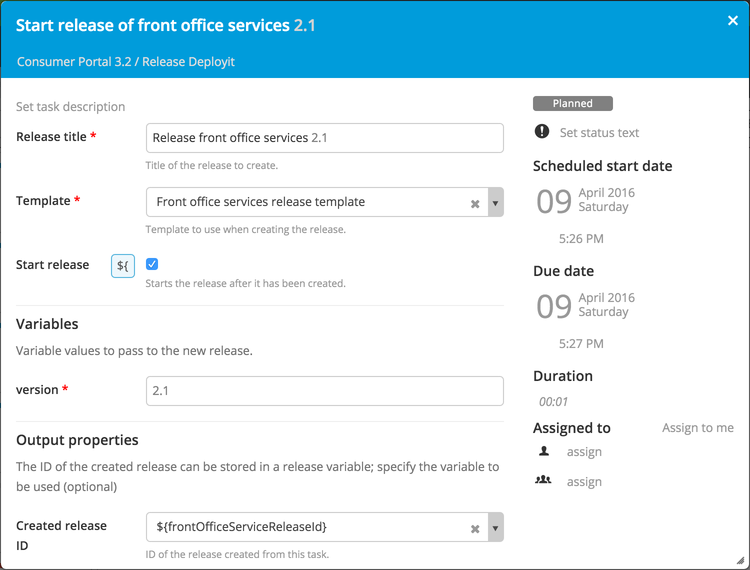 Start release of front office services 2.1
Consumer Portal 3.2 / Release Deployit
Set task description
Release title *
Release front office services 2.1
Title of the release to create.
Template *
Front office services release template
Template to use when creating the release.
Start release
${
Starts the release after it has been created.
Variables
Variable values to pass to the new release.
version *
2.1
Output properties
The ID of the created release can be stored in a release variable; specify the variable to
be used (optional)
Created release
ID
${frontOfficeServiceReleaseId}
ID of the release created from this task.
Planned
Set status text
Scheduled start date
09
April 2016
Saturday
5:26 PM
Due date
09
April 2016
Saturday
5:27 PM
Duration
00:01
Assigned to
Assign to me
assign
assign